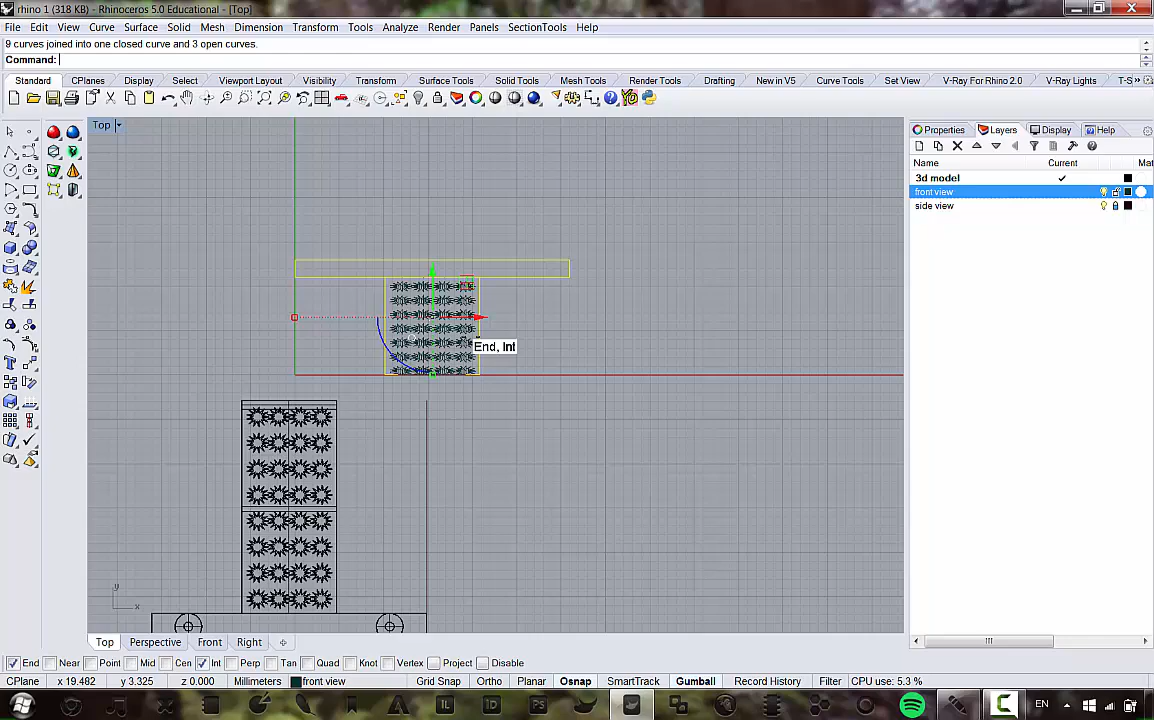 rhino 1 (318 KB) - Rhinoceros 5.0 Educational - [Top]
File Edit View Curve Surface Solid Mesh Dimension Transform Tools Analyze Render Panels SectionTools Help
9 curves joined into one closed curve and 3 open curves.
Command:
Standard CPlanes Display Select Viewport Layout Visibility Transform Surface Tools Solid Tools Mesh Tools Render Tools Drafting New in V5 Curve Tools Set View V-Ray For Rhino 2.0 V-Ray Lights T-S
Top
Properties Layers Display Help
Name Current Mat
3d model
front view
side view
End, Int
y
x
Top Perspective Front Right
End Near Point Mid Cen Int Perp Tan Quad Knot Vertex Project Disable
CPlane x 19.482 y 3.325 z 0.000 Millimeters front view Grid Snap Ortho Planar Osnap SmartTrack Gumball Record History Filter CPU use: 5.3 %
IL ID PS EN